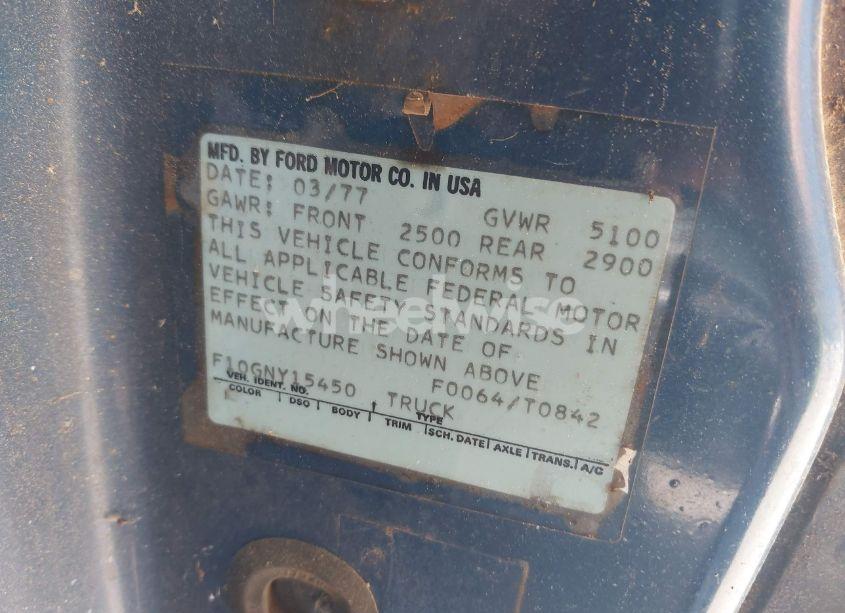 MFD. BY FORD MOTOR CO. IN USA
DATE: 03/77 GVWR 5100
GAWR: FRONT 2500 REAR 2900
THIS VEHICLE CONFORMS TO
ALL APPLICABLE FEDERAL MOTOR
VEHICLE SAFETY STANDARDS IN
EFFECT ON THE DATE OF
MANUFACTURE SHOWN ABOVE
F10GNY15450 F0064/T0842
VEH. IDENT. NO. TRUCK TYPE
COLOR DSO BODY TRIM SCH. DATE AXLE TRANS. A/C
wheelwise